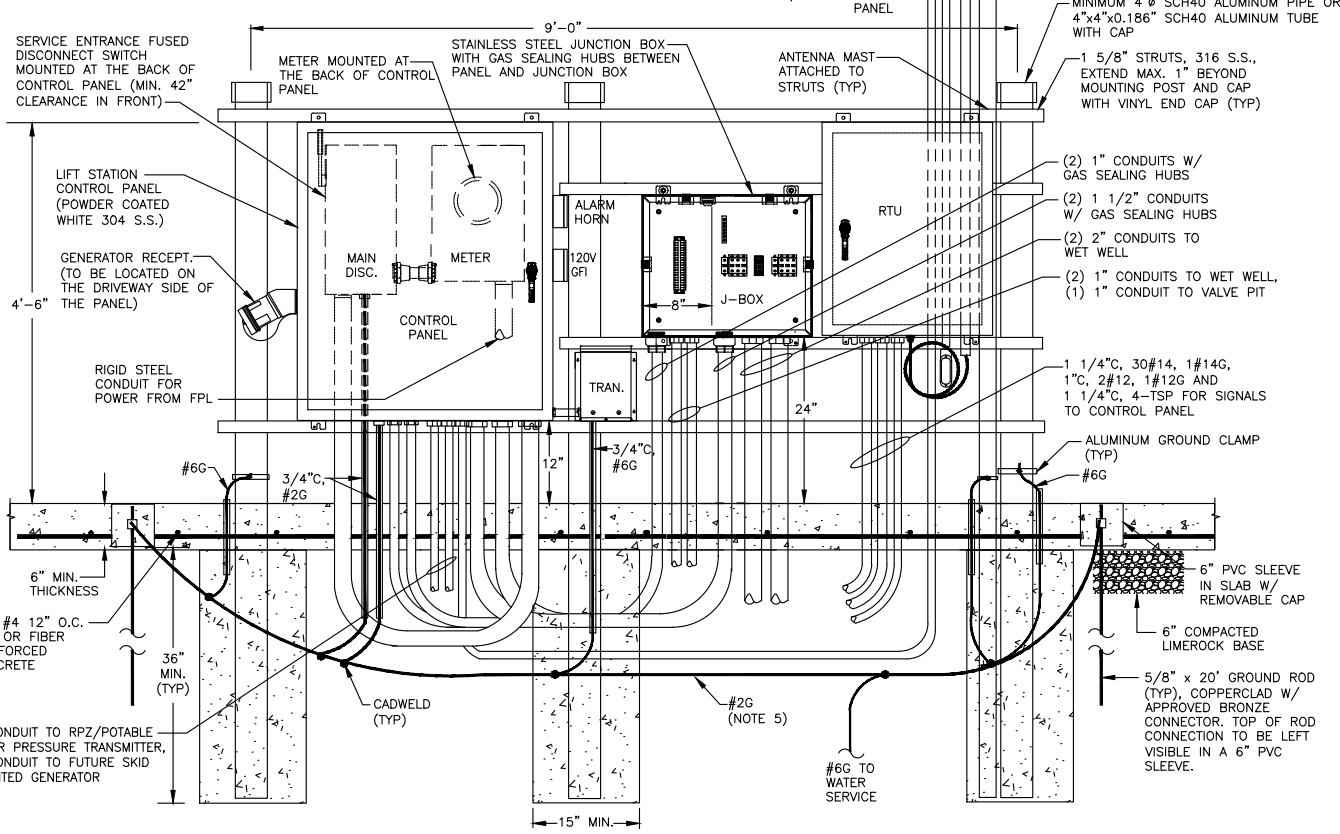 PANEL
MINIMUM 4"ø SCH40 ALUMINUM PIPE OR
4"x4"x0.186" SCH40 ALUMINUM TUBE
WITH CAP
9'-0"
SERVICE ENTRANCE FUSED
DISCONNECT SWITCH
MOUNTED AT THE BACK OF
CONTROL PANEL (MIN. 42"
CLEARANCE IN FRONT)
METER MOUNTED AT
THE BACK OF CONTROL
PANEL
STAINLESS STEEL JUNCTION BOX
WITH GAS SEALING HUBS BETWEEN
PANEL AND JUNCTION BOX
ANTENNA MAST
ATTACHED TO
STRUTS (TYP)
1 5/8" STRUTS, 316 S.S.,
EXTEND MAX. 1" BEYOND
MOUNTING POST AND CAP
WITH VINYL END CAP (TYP)
LIFT STATION
CONTROL PANEL
(POWDER COATED
WHITE 304 S.S.)
GENERATOR RECEPT.
(TO BE LOCATED ON
THE DRIVEWAY SIDE OF
THE PANEL)
4'-6"
RIGID STEEL
CONDUIT FOR
POWER FROM FPL
MAIN
DISC.
METER
CONTROL
PANEL
ALARM
HORN
120V
GFI
TRAN.
8"
J-BOX
RTU
(2) 1" CONDUITS W/
GAS SEALING HUBS
(2) 1 1/2" CONDUITS
W/ GAS SEALING HUBS
(2) 2" CONDUITS TO
WET WELL
(2) 1" CONDUITS TO WET WELL,
(1) 1" CONDUIT TO VALVE PIT
1 1/4"C, 30#14, 1#14G,
1"C, 2#12, 1#12G AND
1 1/4"C, 4-TSP FOR SIGNALS
TO CONTROL PANEL
24"
12"
3/4"C,
#6G
#6G
3/4"C,
#2G
ALUMINUM GROUND CLAMP
(TYP)
#6G
6" MIN.
THICKNESS
#4 12" O.C.
OR FIBER
FORCED
CRETE
36"
MIN.
(TYP)
CADWELD
(TYP)
ONDUIT TO RPZ/POTABLE
R PRESSURE TRANSMITTER,
ONDUIT TO FUTURE SKID
NTED GENERATOR
#2G
(NOTE 5)
#6G TO
WATER
SERVICE
15" MIN.
6" PVC SLEEVE
IN SLAB W/
REMOVABLE CAP
6" COMPACTED
LIMEROCK BASE
5/8" x 20' GROUND ROD
(TYP), COPPERCLAD W/
APPROVED BRONZE
CONNECTOR. TOP OF ROD
CONNECTION TO BE LEFT
VISIBLE IN A 6" PVC
SLEEVE.